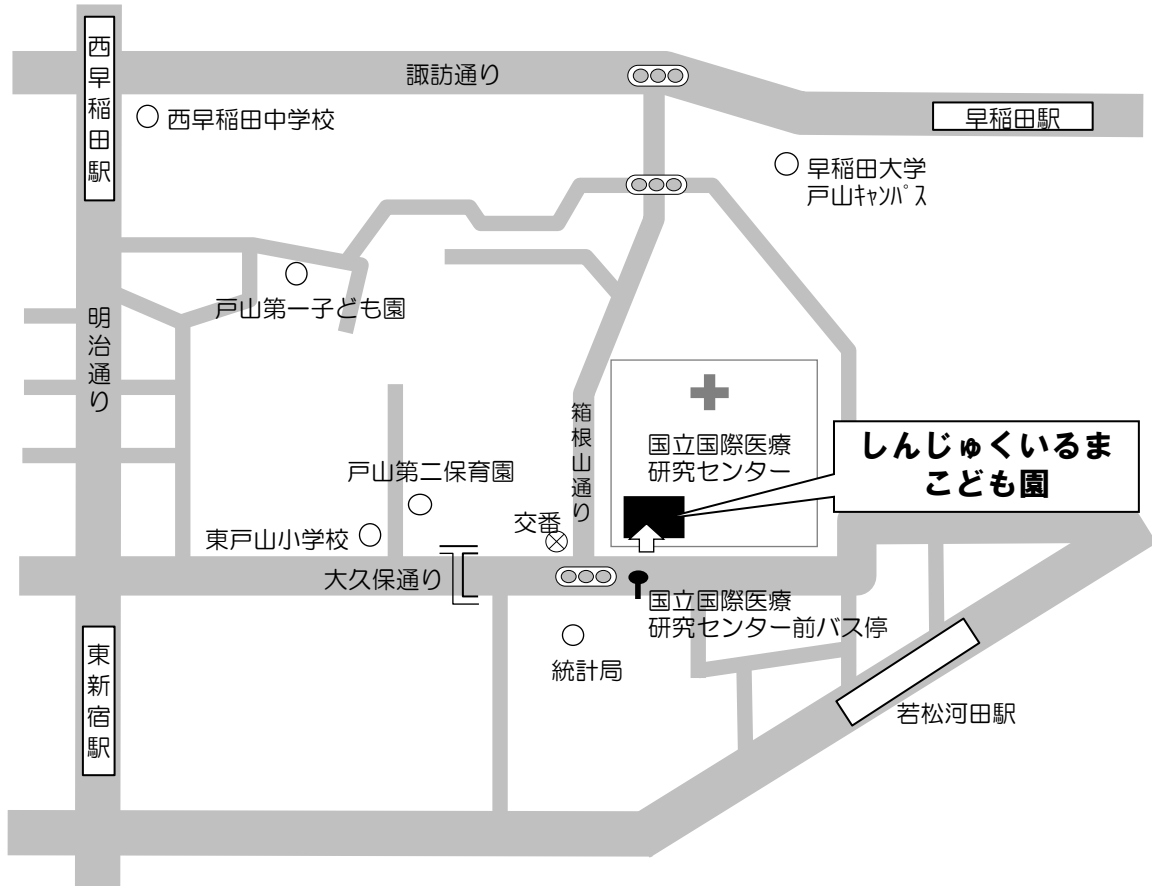 西早稲田駅
諏訪通り
西早稲田中学校
早稲田駅
早稲田大学
戸山ｷｬﾝﾊﾟｽ
戸山第一子ども園
明治通り
箱根山通り
国立国際医療
研究センター
しんじゅくいるま
こども園
戸山第二保育園
交番
東戸山小学校
大久保通り
国立国際医療
研究センター前バス停
統計局
東新宿駅
若松河田駅